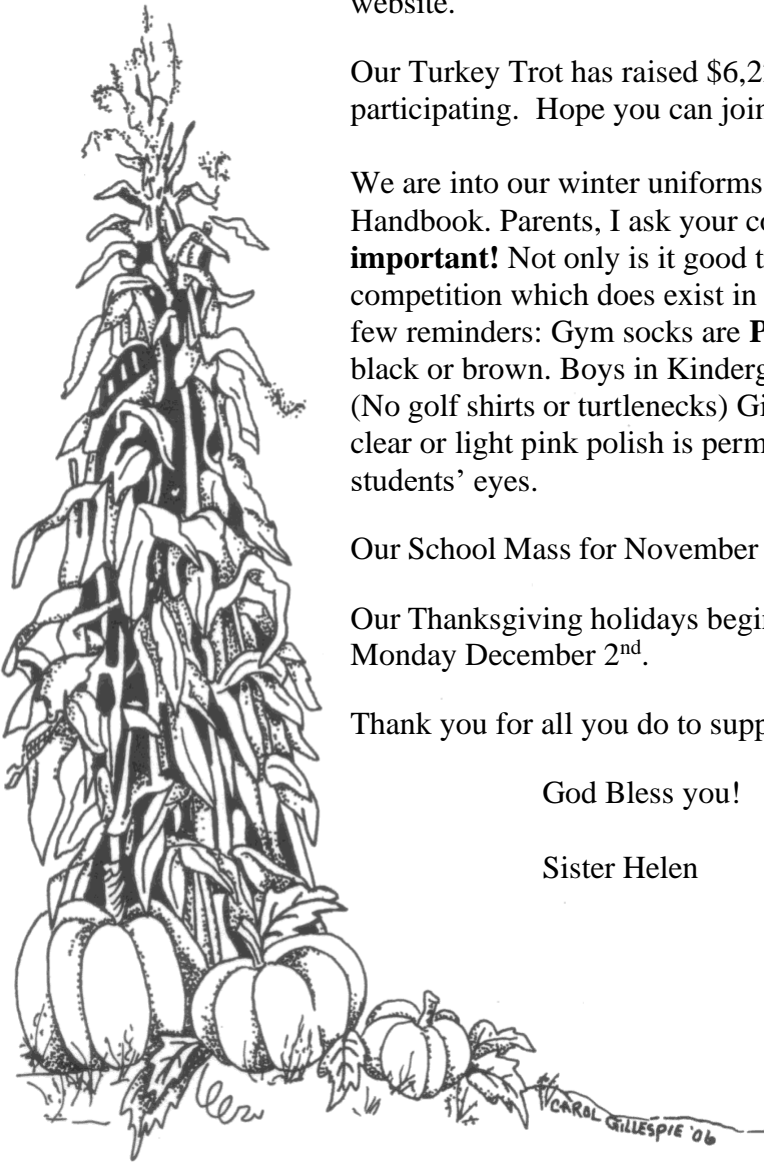 website.
Our Turkey Trot has raised $6,2
participating. Hope you can join
We are into our winter uniforms
Handbook. Parents, I ask your co
important! Not only is it good t
competition which does exist in
few reminders: Gym socks are P
black or brown. Boys in Kinderg
(No golf shirts or turtlenecks) Gi
clear or light pink polish is perm
students’ eyes.
Our School Mass for November
Our Thanksgiving holidays begin
Monday December 2nd.
Thank you for all you do to supp
God Bless you!
Sister Helen
CAROL GILLESPIE '06